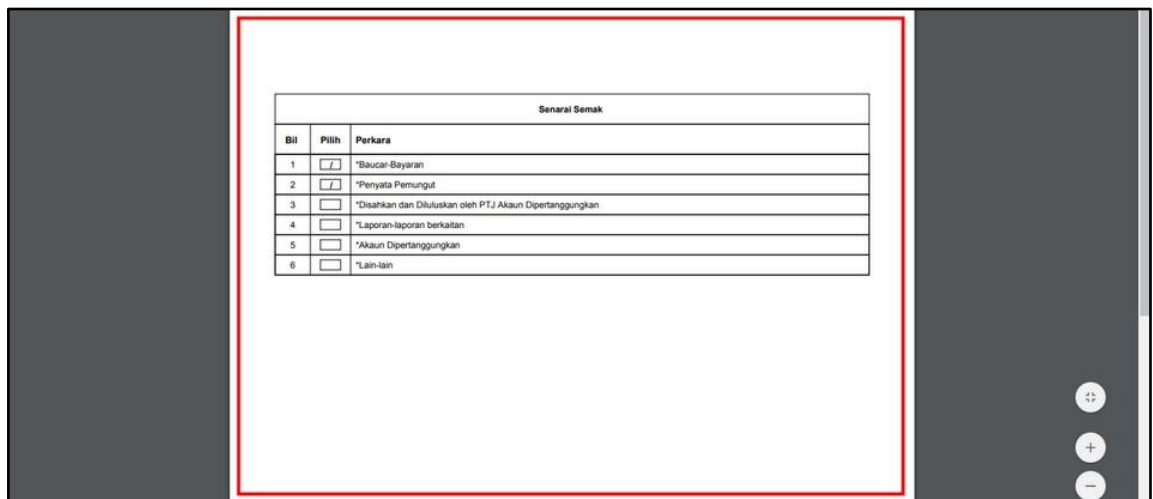 Senarai Semak
Bil Pilih Perkara
1 / *Baucar-Bayaran
2 / *Penyata Pemungut
3 *Disahkan dan Diluluskan oleh PTJ Akaun Dipertanggungkan
4 *Laporan-laporan berkaitan
5 *Akaun Dipertanggungkan
6 *Lain-lain